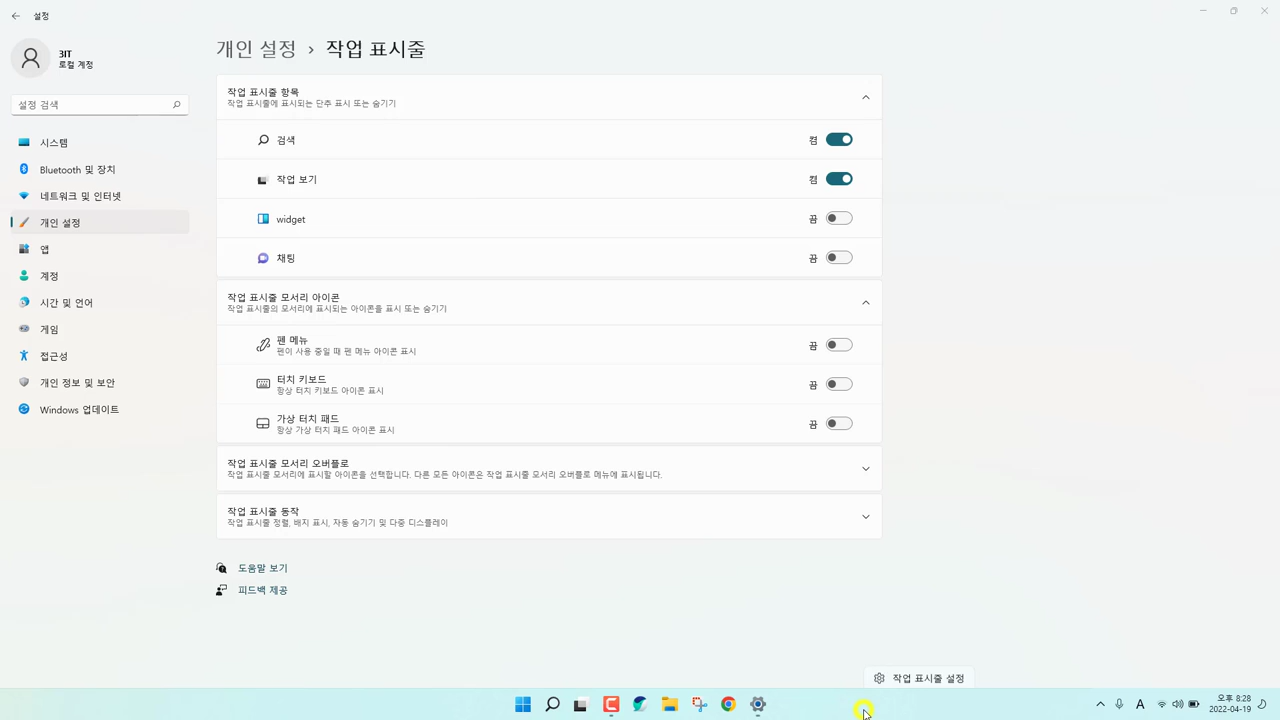 설정
3IT
로컬 계정
설정 검색
시스템
Bluetooth 및 장치
네트워크 및 인터넷
개인 설정
앱
계정
시간 및 언어
게임
접근성
개인 정보 및 보안
Windows 업데이트
개인 설정 › 작업 표시줄
작업 표시줄 항목
작업 표시줄에 표시되는 단추 표시 또는 숨기기
검색 켬
작업 보기 켬
widget 끔
채팅 끔
작업 표시줄 모서리 아이콘
작업 표시줄의 모서리에 표시되는 아이콘을 표시 또는 숨기기
펜 메뉴 끔
펜이 사용 중일 때 펜 메뉴 아이콘 표시
터치 키보드 끔
항상 터치 키보드 아이콘 표시
가상 터치 패드 끔
항상 가상 터치 패드 아이콘 표시
작업 표시줄 모서리 오버플로
작업 표시줄 모서리에 표시할 아이콘을 선택합니다. 다른 모든 아이콘은 작업 표시줄 모서리 오버플로 메뉴에 표시됩니다.
작업 표시줄 동작
작업 표시줄 정렬, 배지 표시, 자동 숨기기 및 다중 디스플레이
도움말 보기
피드백 제공
작업 표시줄 설정
A
오후 8:28
2022-04-19